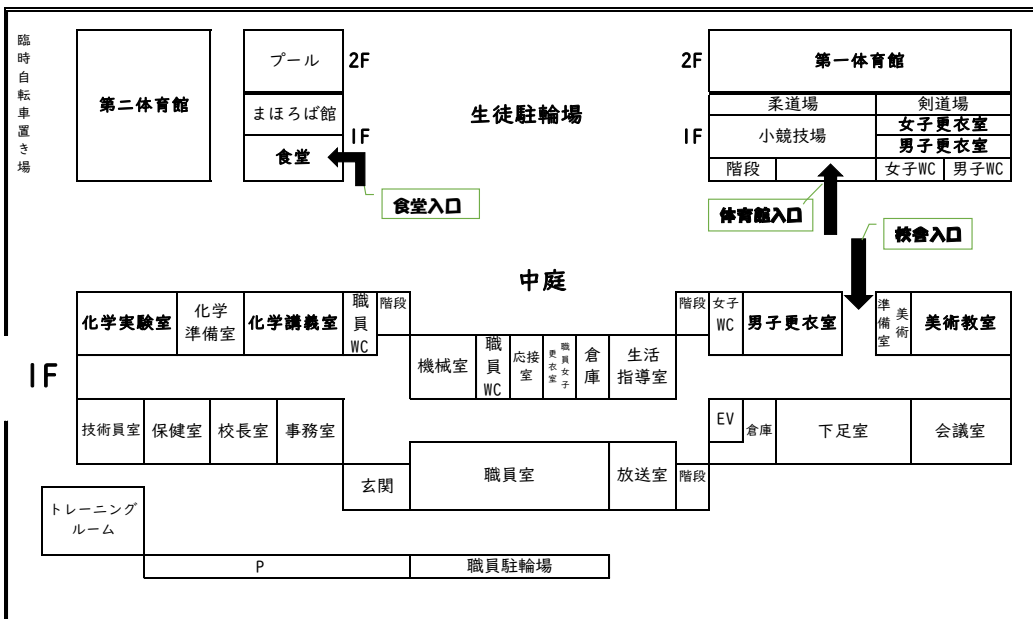 臨時自転車置き場
第二体育館
プール
2F
まほろば館
1F
食堂
食堂入口
生徒駐輪場
2F
第一体育館
柔道場
剣道場
1F
小競技場
女子更衣室
男子更衣室
階段
女子WC
男子WC
体育館入口
校舎入口
中庭
1F
化学実験室
化学
準備室
化学講義室
職員WC
階段
機械室
職員WC
応接室
職員女子
更衣室
倉庫
生活
指導室
階段
女子
WC
男子更衣室
美術
準備室
美術教室
技術員室
保健室
校長室
事務室
玄関
職員室
放送室
階段
EV
倉庫
下足室
会議室
トレーニング
ルーム
P
職員駐輪場